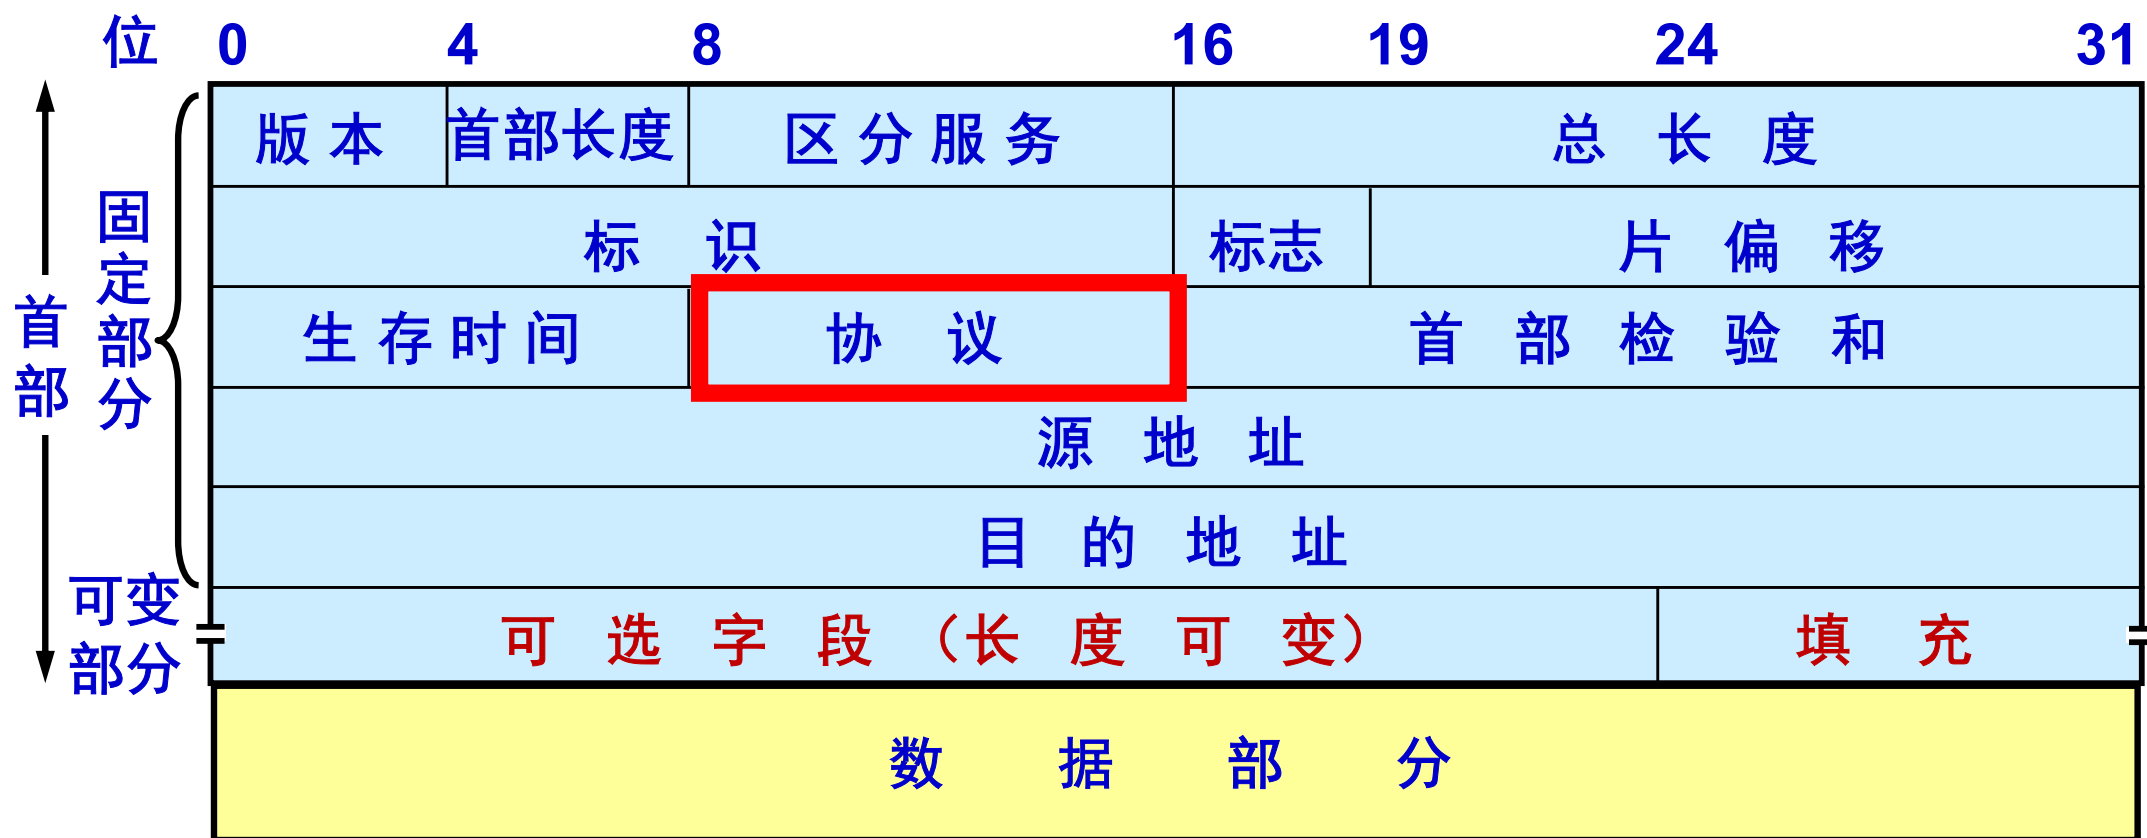 位 0 4 8 16 19 24 31
版本 首部长度 区分服务 总长度
标识 标志 片偏移
生存时间 协议 首部检验和
源地址
目的地址
可选字段（长度可变） 填充
数据部分
首部
固定部分
可变
部分